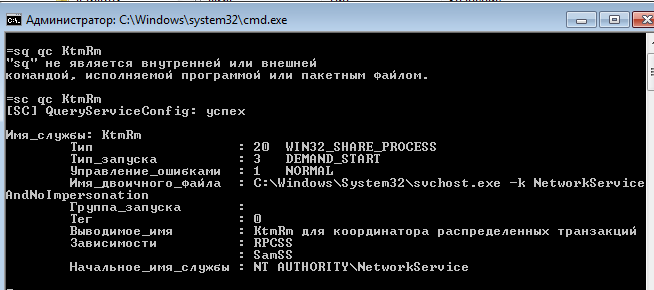 Администратор: C:\Windows\system32\cmd.exe
=sq qc KtmRm
"sq" не является внутренней или внешней
командой, исполняемой программой или пакетным файлом.
=sc qc KtmRm
[SC] QueryServiceConfig: успех
Имя_службы: KtmRm
Тип : 20 WIN32_SHARE_PROCESS
Тип_запуска : 3 DEMAND_START
Управление_ошибками : 1 NORMAL
Имя_двоичного_файла : C:\Windows\System32\svchost.exe -k NetworkService
AndNoImpersonation
Группа_запуска :
Тег : 0
Выводимое_имя : KtmRm для координатора распределенных транзакций
Зависимости : RPCSS
: SamSS
Начальное_имя_службы : NT AUTHORITY\NetworkService